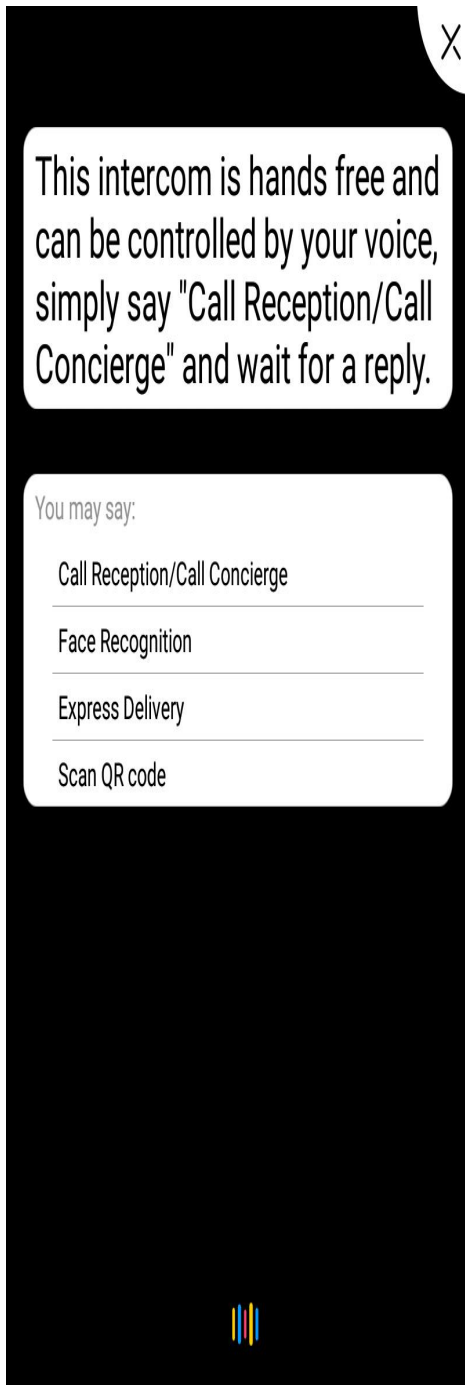 This intercom is hands free and
can be controlled by your voice,
simply say "Call Reception/Call
Concierge" and wait for a reply.
You may say:
Call Reception/Call Concierge
Face Recognition
Express Delivery
Scan QR code